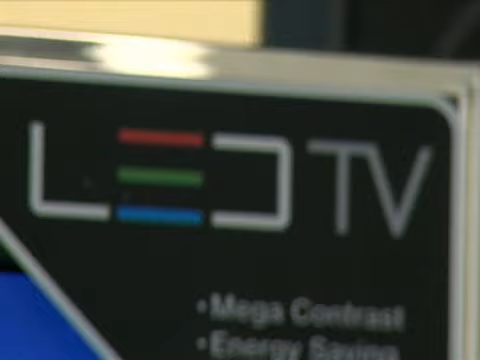 LED TV
• Mega Contrast
• Energy Saving